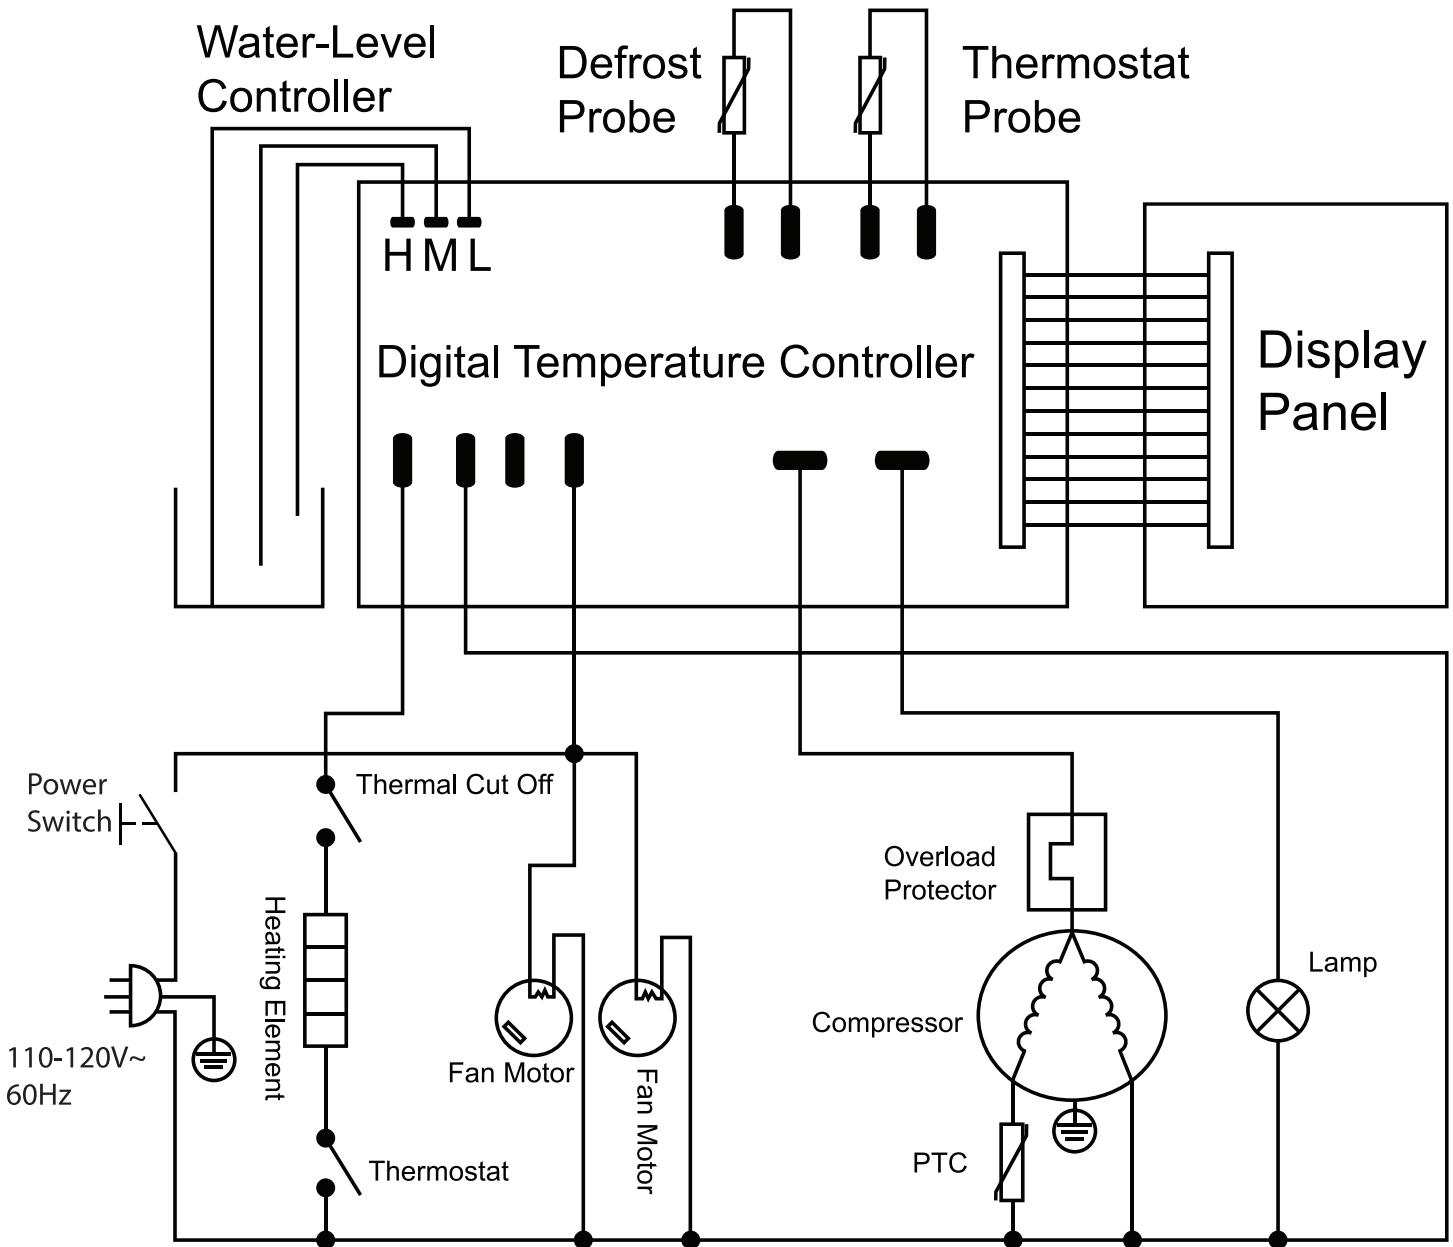 Water-Level
Controller
Defrost
Probe
Thermostat
Probe
H M L
Digital Temperature Controller
Display
Panel
Power
Switch
Thermal Cut Off
Overload
Protector
Heating Element
Lamp
Compressor
110-120V~
60Hz
Fan Motor
Fan Motor
PTC
Thermostat